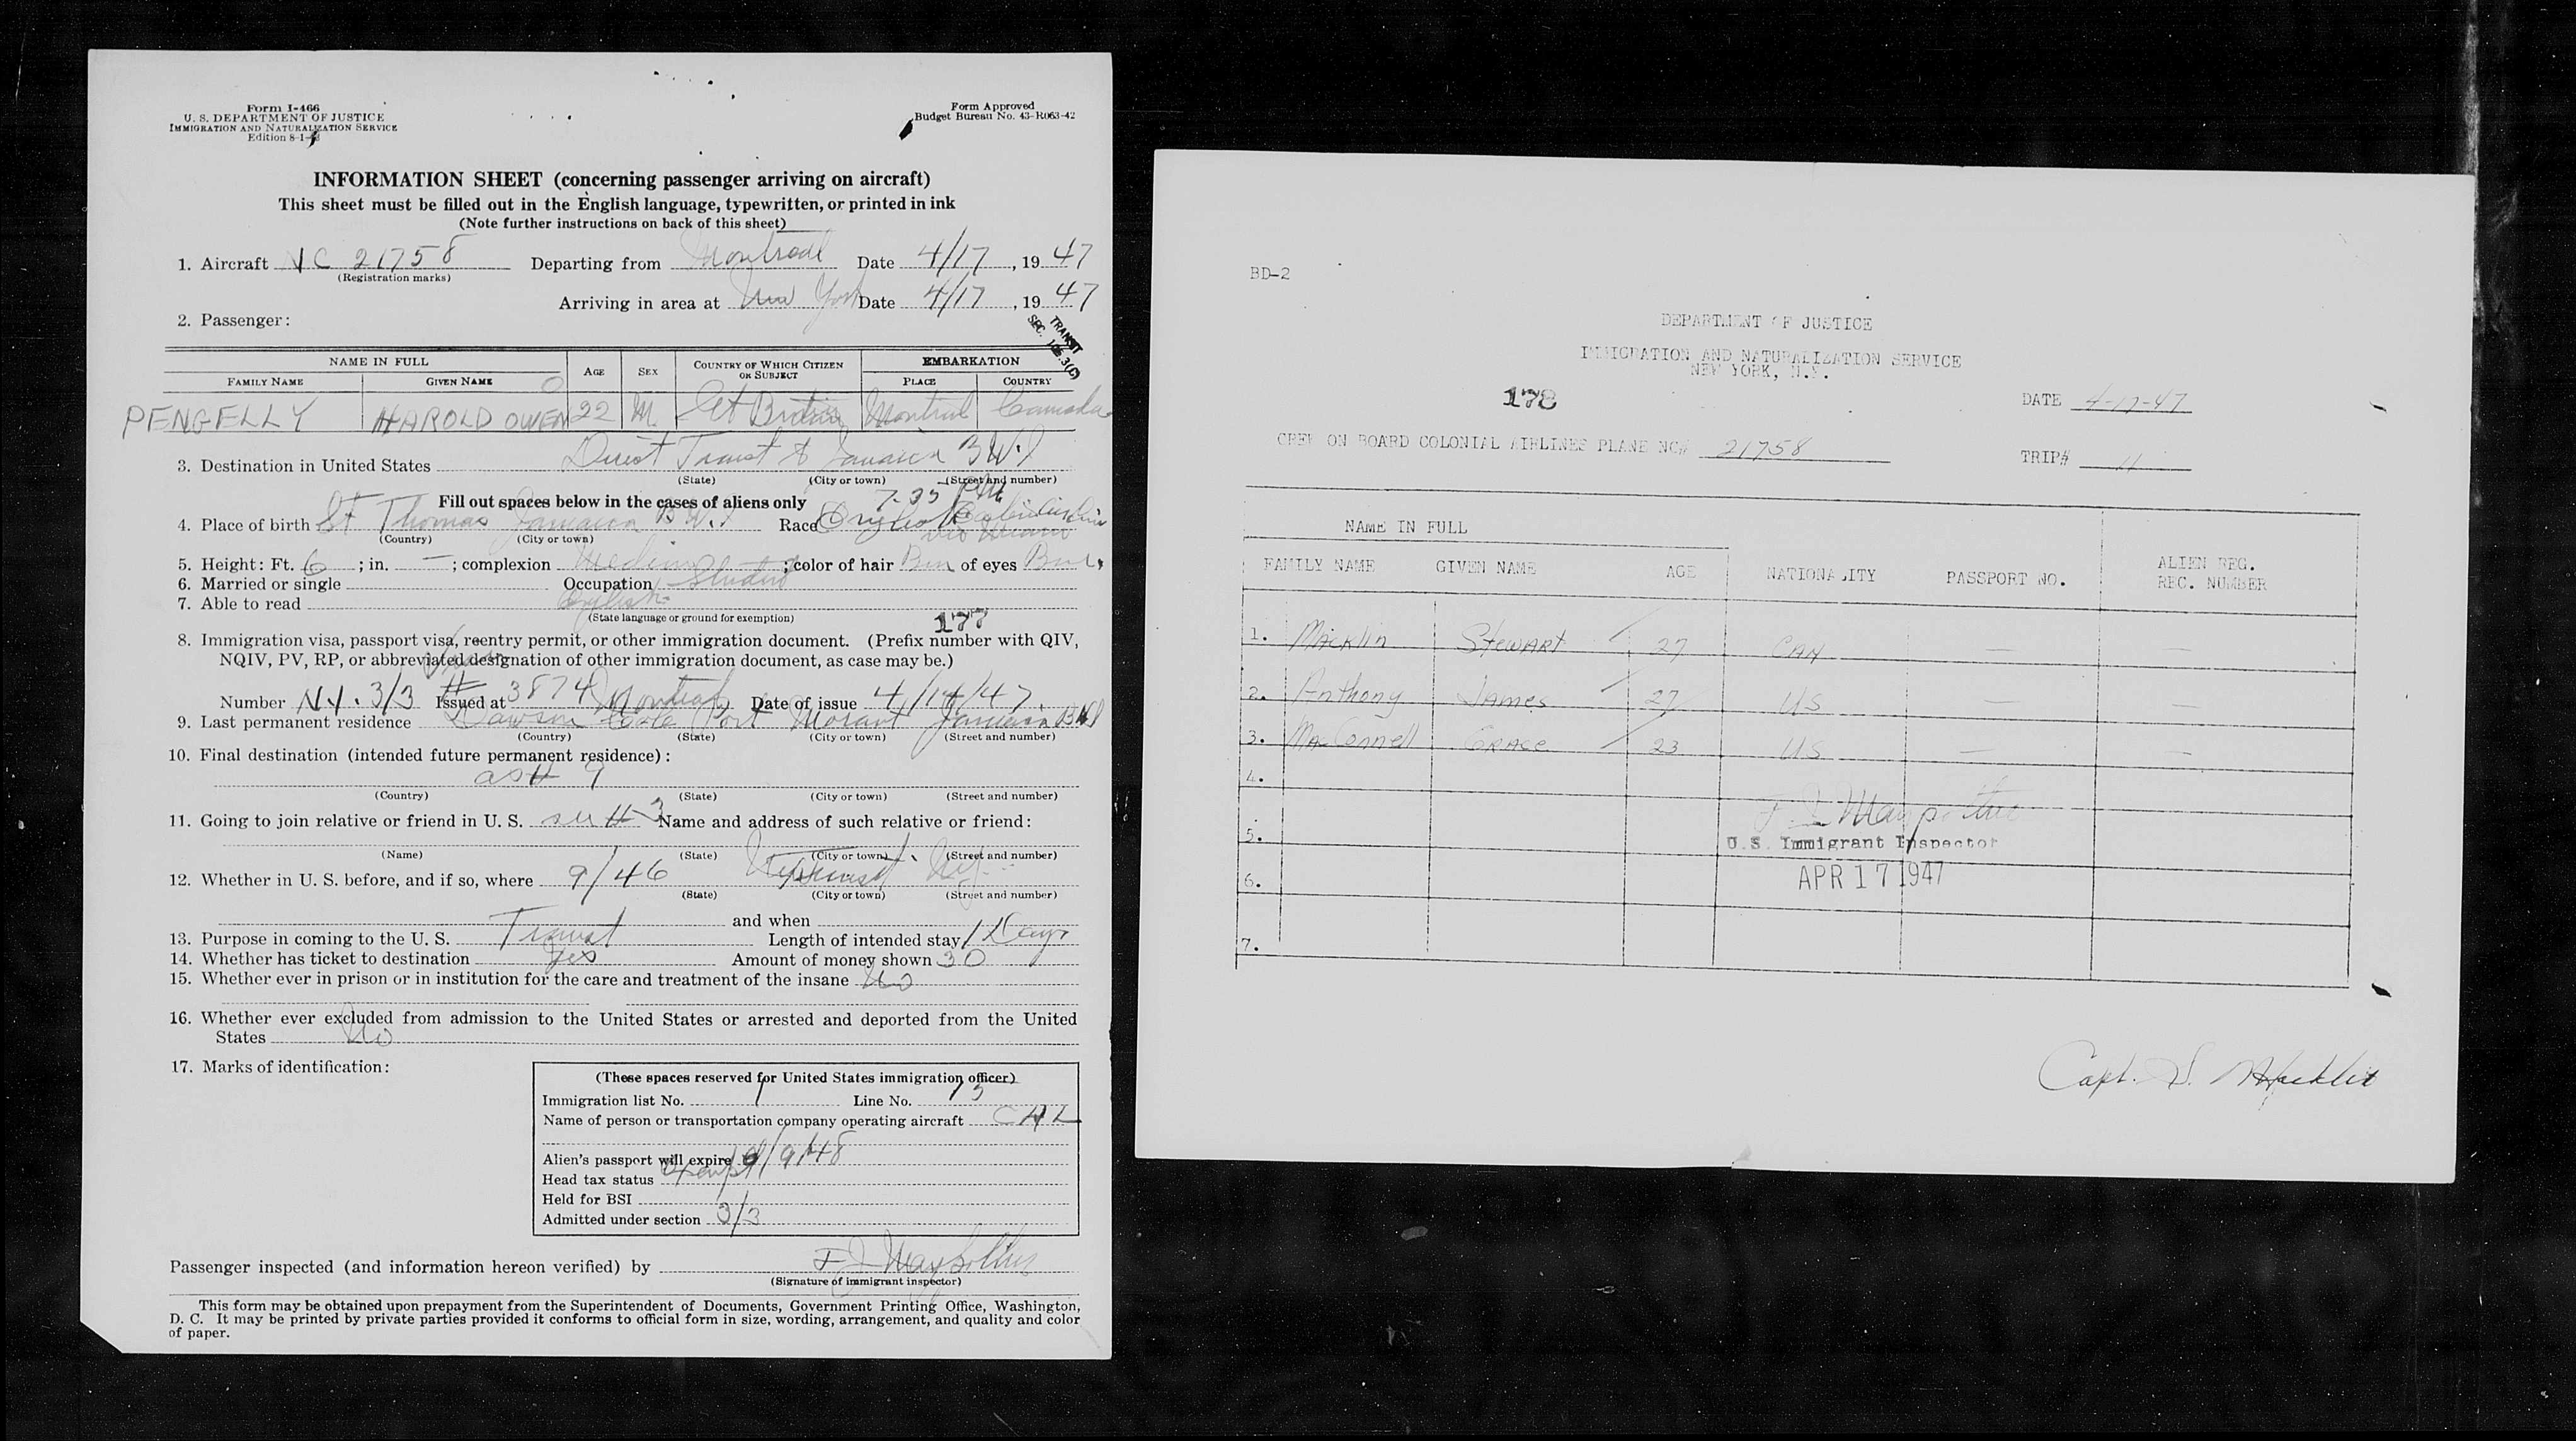 Form I-466
U. S. DEPARTMENT OF JUSTICE
IMMIGRATION AND NATURALIZATION SERVICE
Edition 8-1-
Form Approved
Budget Bureau No. 43-R063-42
INFORMATION SHEET (concerning passenger arriving on aircraft)
This sheet must be filled out in the English language, typewritten, or printed in ink
(Note further instructions on back of this sheet)
1. Aircraft NC 21758 Departing from Montreal Date 4/17, 1947
(Registration marks)
Arriving in area at New York Date 4/17, 1947
2. Passenger:
TRANSIT
SEC.
NAME IN FULL AGE SEX COUNTRY OF WHICH CITIZEN OR SUBJECT EMBARKATION
FAMILY NAME GIVEN NAME PLACE COUNTRY
PENGELLY HAROLD OWEN 22 M. Gt Britain Montreal Canada
3. Destination in United States Direct Transit to Jamaica B W.I
(State) (City or town) (Street and number)
Fill out spaces below in the cases of aliens only 7-35 PM
4. Place of birth St Thomas Jamaica B W.I Race
(Country) (City or town)
5. Height: Ft. 6; in. —; complexion Medium; color of hair Brn of eyes Brn.
6. Married or single Occupation Student
7. Able to read English
(State language or ground for exemption)
177
8. Immigration visa, passport visa, reentry permit, or other immigration document. (Prefix number with QIV,
NQIV, PV, RP, or abbreviated designation of other immigration document, as case may be.)
Number 3/3 Issued at # 3874 Montreal Date of issue 4/14/47.
9. Last permanent residence Port Morant Jamaica BWI
(Country) (State) (City or town) (Street and number)
10. Final destination (intended future permanent residence):
as # 9
(Country) (State) (City or town) (Street and number)
11. Going to join relative or friend in U. S. see # 3 Name and address of such relative or friend:
(Name) (State) (City or town) (Street and number)
12. Whether in U. S. before, and if so, where 9/46 NY.
(State) (City or town) (Street and number)
and when
13. Purpose in coming to the U. S. Transit Length of intended stay 1 Day
14. Whether has ticket to destination Yes Amount of money shown 30
15. Whether ever in prison or in institution for the care and treatment of the insane No
16. Whether ever excluded from admission to the United States or arrested and deported from the United
States No
17. Marks of identification:
(These spaces reserved for United States immigration officer)
Immigration list No. 1 Line No. 13
Name of person or transportation company operating aircraft CAL
Alien's passport will expire 9/9/48
Head tax status exempt
Held for BSI
Admitted under section 3/3
Passenger inspected (and information hereon verified) by
(Signature of immigrant inspector)
This form may be obtained upon prepayment from the Superintendent of Documents, Government Printing Office, Washington,
D. C. It may be printed by private parties provided it conforms to official form in size, wording, arrangement, and quality and color
of paper.
BD-2
DEPARTMENT OF JUSTICE
IMMIGRATION AND NATURALIZATION SERVICE
NEW YORK, N.Y.
178
DATE 4-17-47
CREW ON BOARD COLONIAL AIRLINES PLANE NC# 21758
TRIP# 11
NAME IN FULL
FAMILY NAME GIVEN NAME AGE NATIONALITY PASSPORT NO. ALIEN REG. REC. NUMBER
1. Macklin Stewart 27 CAN — —
2. Anthony James 27 US — —
3. MacConnell Grace 23 US — —
4.
5.
U.S. Immigrant Inspector
6.
APR 17 1947
7.
Capt. S. Macklin